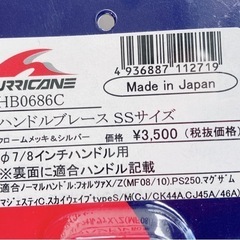 HURRICANE
Made in Japan
HB0686C
4 936887 112719
ハンドルブレース SSサイズ
クロームメッキ&シルバー 価格 ¥3,500 (税抜価格)
φ7/8インチハンドル用
※裏面に適合ハンドル記載
適合ノーマルハンドル:フォルツァX/Z(MF08/10).PS250.マグザム
マジェスティC.スカイウェイブtypeS/M(CJ/CK44A.CJ45A/46A)